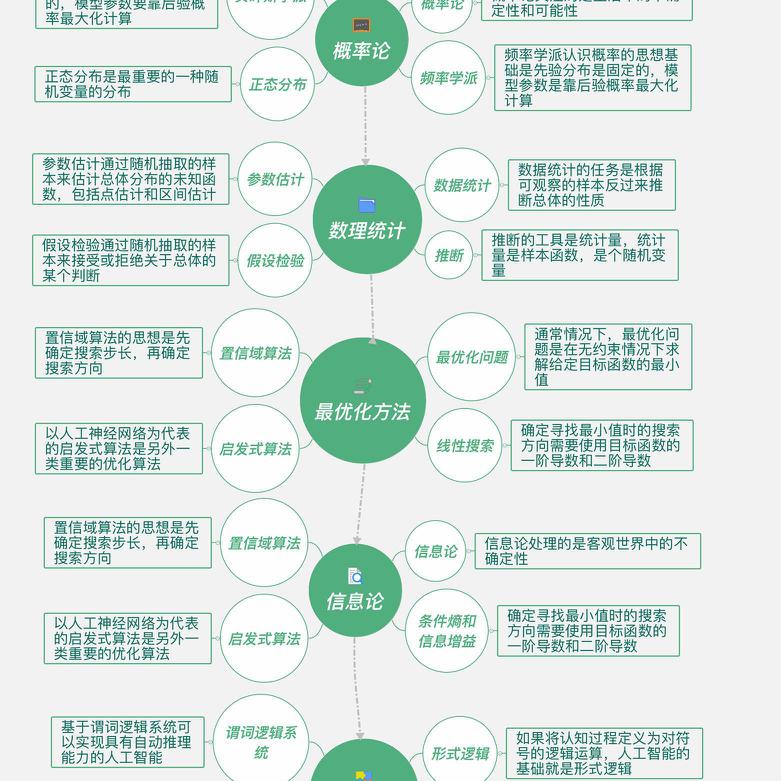 的，模型参数要靠后验概
率最大化计算
概率论
定性和可能性
概率论
正态分布是最重要的一种随
机变量的分布
正态分布
频率学派
频率学派认识概率的思想基
础是先验分布是固定的，模
型参数是靠后验概率最大化
计算
参数估计通过随机抽取的样
本来估计总体分布的未知函
数，包括点估计和区间估计
参数估计
数据统计
数据统计的任务是根据
可观察的样本反过来推
断总体的性质
数理统计
假设检验通过随机抽取的样
本来接受或拒绝关于总体的
某个判断
假设检验
推断
推断的工具是统计量，统计
量是样本函数，是个随机变
量
置信域算法的思想是先
确定搜索步长，再确定
搜索方向
置信域算法
最优化问题
通常情况下，最优化问
题是在无约束情况下求
解给定目标函数的最小
值
最优化方法
以人工神经网络为代表
的启发式算法是另外一
类重要的优化算法
启发式算法
线性搜索
确定寻找最小值时的搜索
方向需要使用目标函数的
一阶导数和二阶导数
置信域算法的思想是先
确定搜索步长，再确定
搜索方向
置信域算法
信息论
信息论处理的是客观世界中的不
确定性
信息论
以人工神经网络为代表
的启发式算法是另外一
类重要的优化算法
启发式算法
条件熵和
信息增益
确定寻找最小值时的搜索
方向需要使用目标函数的
一阶导数和二阶导数
基于谓词逻辑系统可
以实现具有自动推理
能力的人工智能
谓词逻辑系
统
形式逻辑
如果将认知过程定义为对符
号的逻辑运算，人工智能的
基础就是形式逻辑